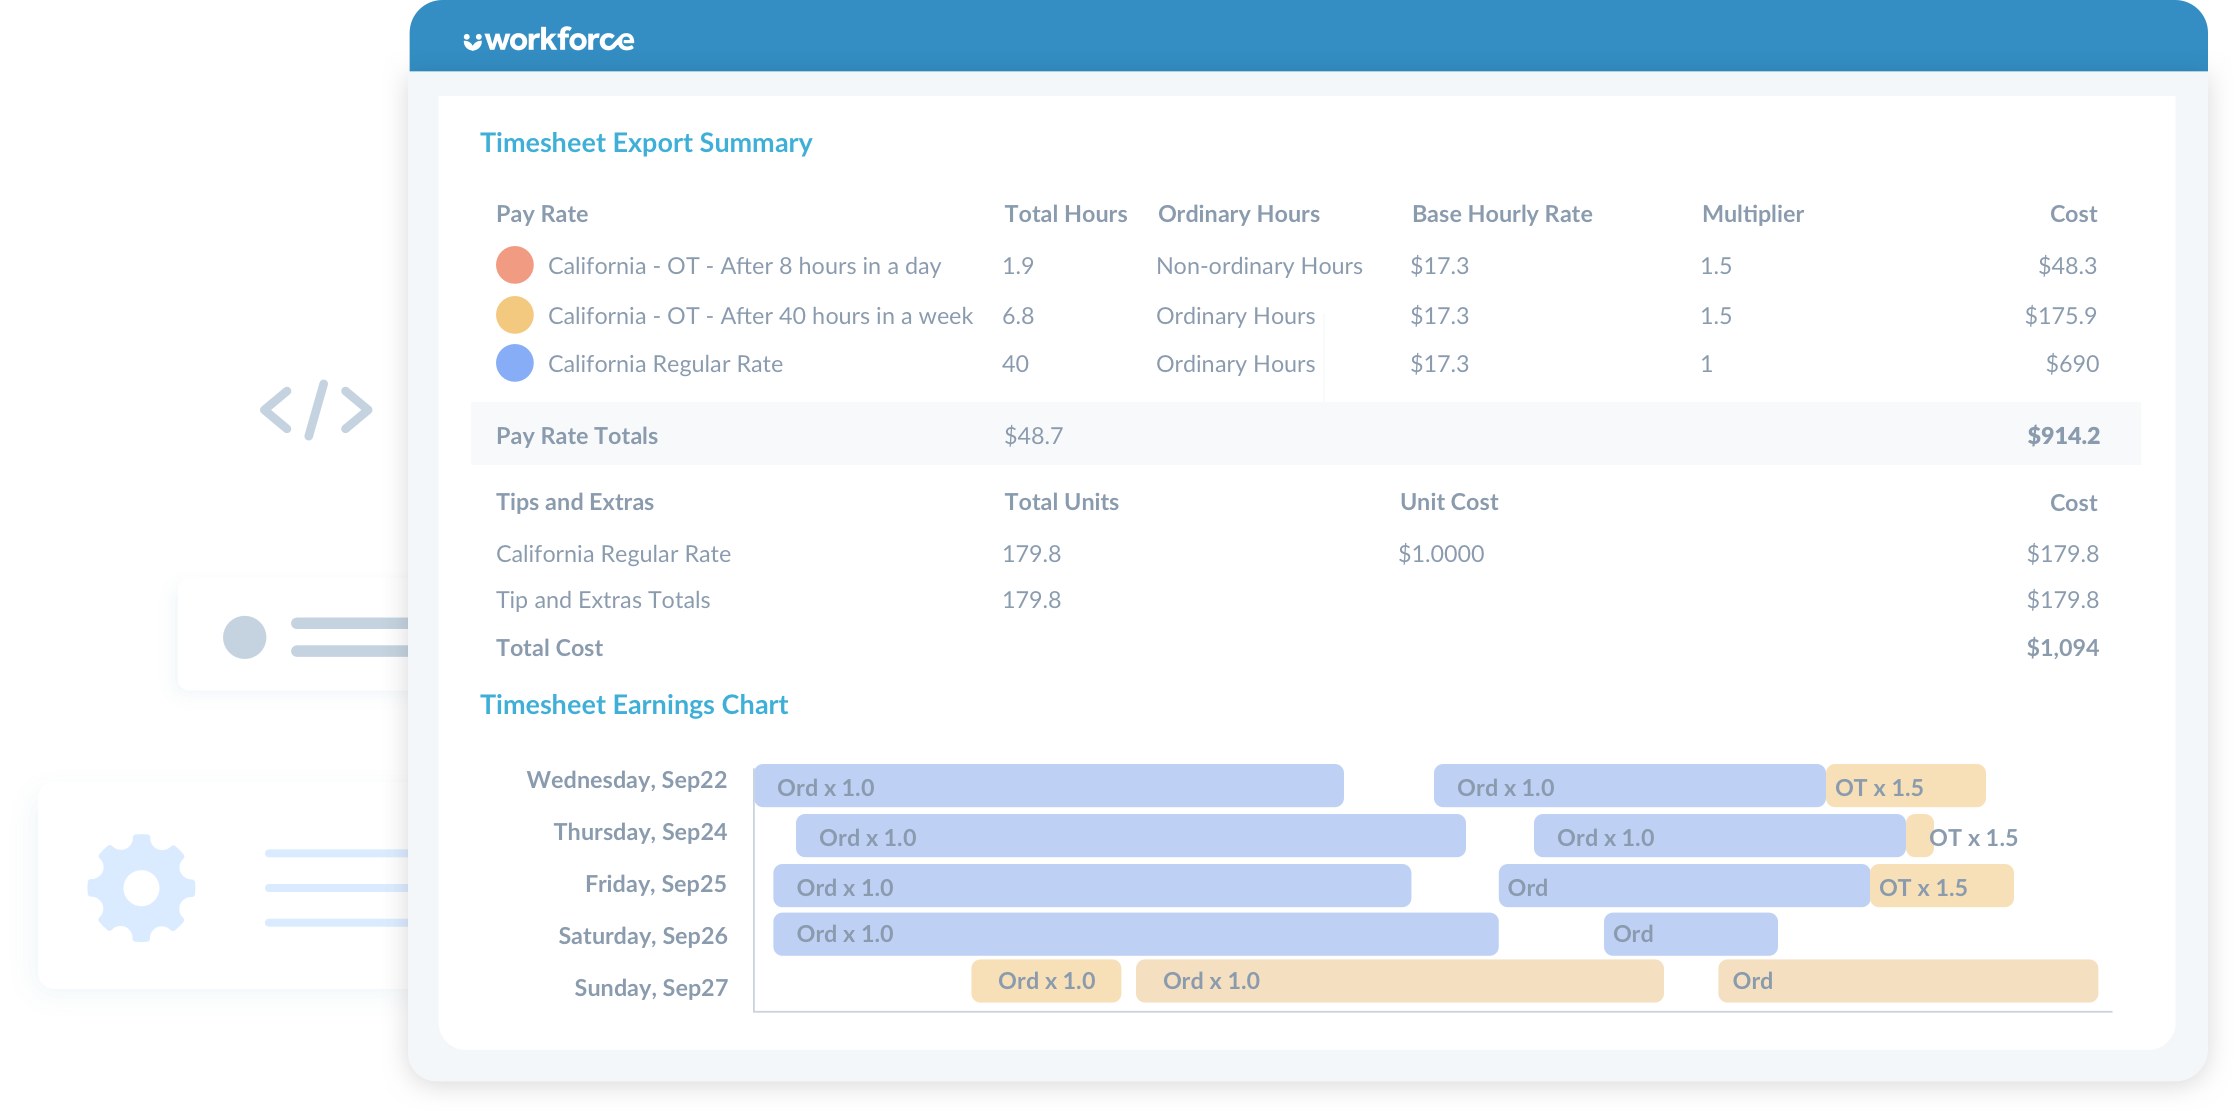 workforce
Timesheet Export Summary
Pay Rate Total Hours Ordinary Hours Base Hourly Rate Multiplier Cost
California - OT - After 8 hours in a day 1.9 Non-ordinary Hours $17.3 1.5 $48.3
California - OT - After 40 hours in a week 6.8 Ordinary Hours $17.3 1.5 $175.9
California Regular Rate 40 Ordinary Hours $17.3 1 $690
Pay Rate Totals $48.7 $914.2
Tips and Extras Total Units Unit Cost Cost
California Regular Rate 179.8 $1.0000 $179.8
Tip and Extras Totals 179.8 $179.8
Total Cost $1,094
Timesheet Earnings Chart
Wednesday, Sep22 Ord x 1.0 Ord x 1.0 OT x 1.5
Thursday, Sep24 Ord x 1.0 Ord x 1.0 OT x 1.5
Friday, Sep25 Ord x 1.0 Ord OT x 1.5
Saturday, Sep26 Ord x 1.0 Ord
Sunday, Sep27 Ord x 1.0 Ord x 1.0 Ord